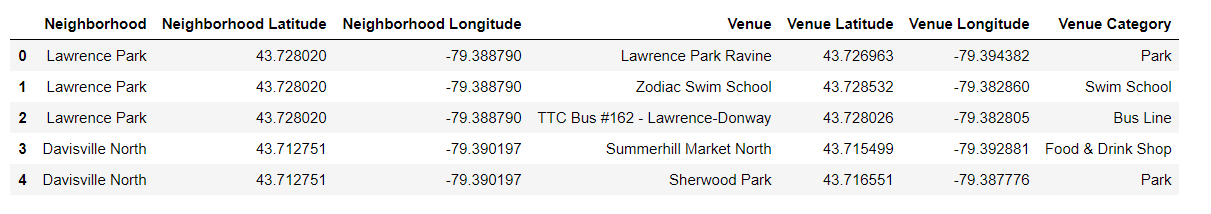 Neighborhood Neighborhood Latitude Neighborhood Longitude Venue Venue Latitude Venue Longitude Venue Category
0 Lawrence Park 43.728020 -79.388790 Lawrence Park Ravine 43.726963 -79.394382 Park
1 Lawrence Park 43.728020 -79.388790 Zodiac Swim School 43.728532 -79.382860 Swim School
2 Lawrence Park 43.728020 -79.388790 TTC Bus #162 - Lawrence-Donway 43.728026 -79.382805 Bus Line
3 Davisville North 43.712751 -79.390197 Summerhill Market North 43.715499 -79.392881 Food & Drink Shop
4 Davisville North 43.712751 -79.390197 Sherwood Park 43.716551 -79.387776 Park